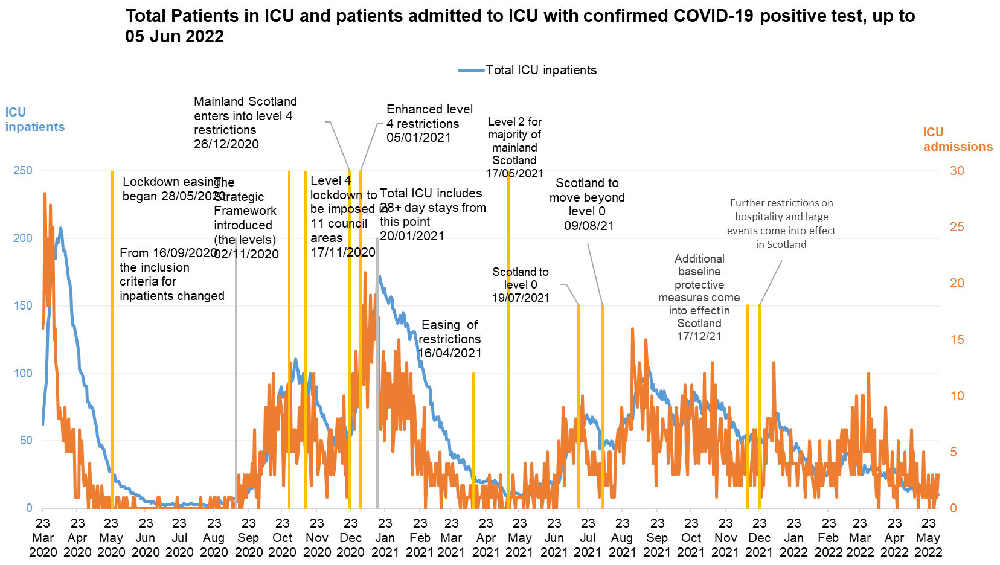 Total Patients in ICU and patients admitted to ICU with confirmed COVID-19 positive test, up to
05 Jun 2022
Total ICU inpatients
ICU
inpatients
ICU
admissions
Mainland Scotland
enters into level 4
restrictions
26/12/2020
Enhanced level
4 restrictions
05/01/2021
Level 2 for
majority of
mainland
Scotland
17/05/2021
Lockdown easing
began 28/05/2020
The
Strategic
Framework
introduced
(the levels)
02/11/2020
Level 4
lockdown to
be imposed in
11 council
areas
17/11/2020
Total ICU includes
28+ day stays from
this point
20/01/2021
Scotland to
move beyond
level 0
09/08/21
Further restrictions on
hospitality and large
events come into effect
in Scotland
From 16/09/2020
the inclusion
criteria for
inpatients changed
Scotland to
level 0
19/07/2021
Additional
baseline
protective
measures come
into effect in
Scotland
17/12/21
Easing of
restrictions
16/04/2021
250
200
150
100
50
0
30
25
20
15
10
5
0
23 23 23 23 23 23 23 23 23 23 23 23 23 23 23 23 23 23 23 23 23 23 23 23 23 23 23
Mar Apr May Jun Jul Aug Sep Oct Nov Dec Jan Feb Mar Apr May Jun Jul Aug Sep Oct Nov Dec Jan Feb Mar Apr May
2020 2020 2020 2020 2020 2020 2020 2020 2020 2020 2021 2021 2021 2021 2021 2021 2021 2021 2021 2021 2021 2021 2022 2022 2022 2022 2022